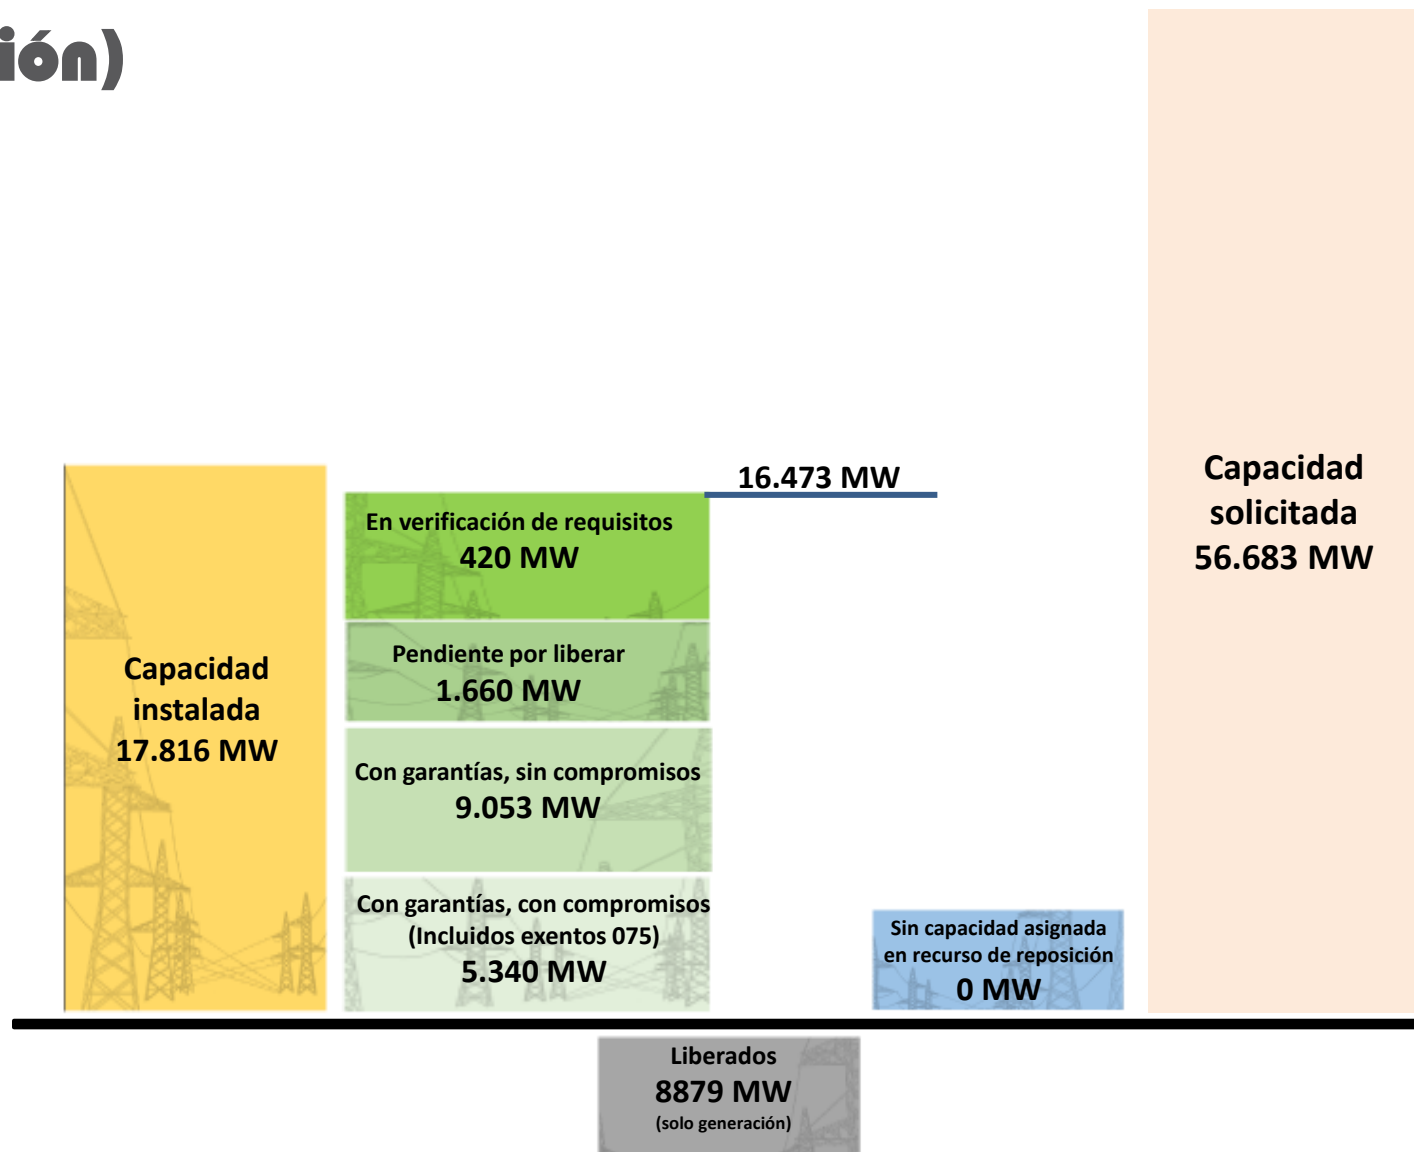 ión)
16.473 MW
En verificación de requisitos
420 MW
Pendiente por liberar
1.660 MW
Con garantías, sin compromisos
9.053 MW
Con garantías, con compromisos
(Incluidos exentos 075)
5.340 MW
Capacidad
instalada
17.816 MW
Sin capacidad asignada
en recurso de reposición
0 MW
Capacidad
solicitada
56.683 MW
Liberados
8879 MW
(solo generación)